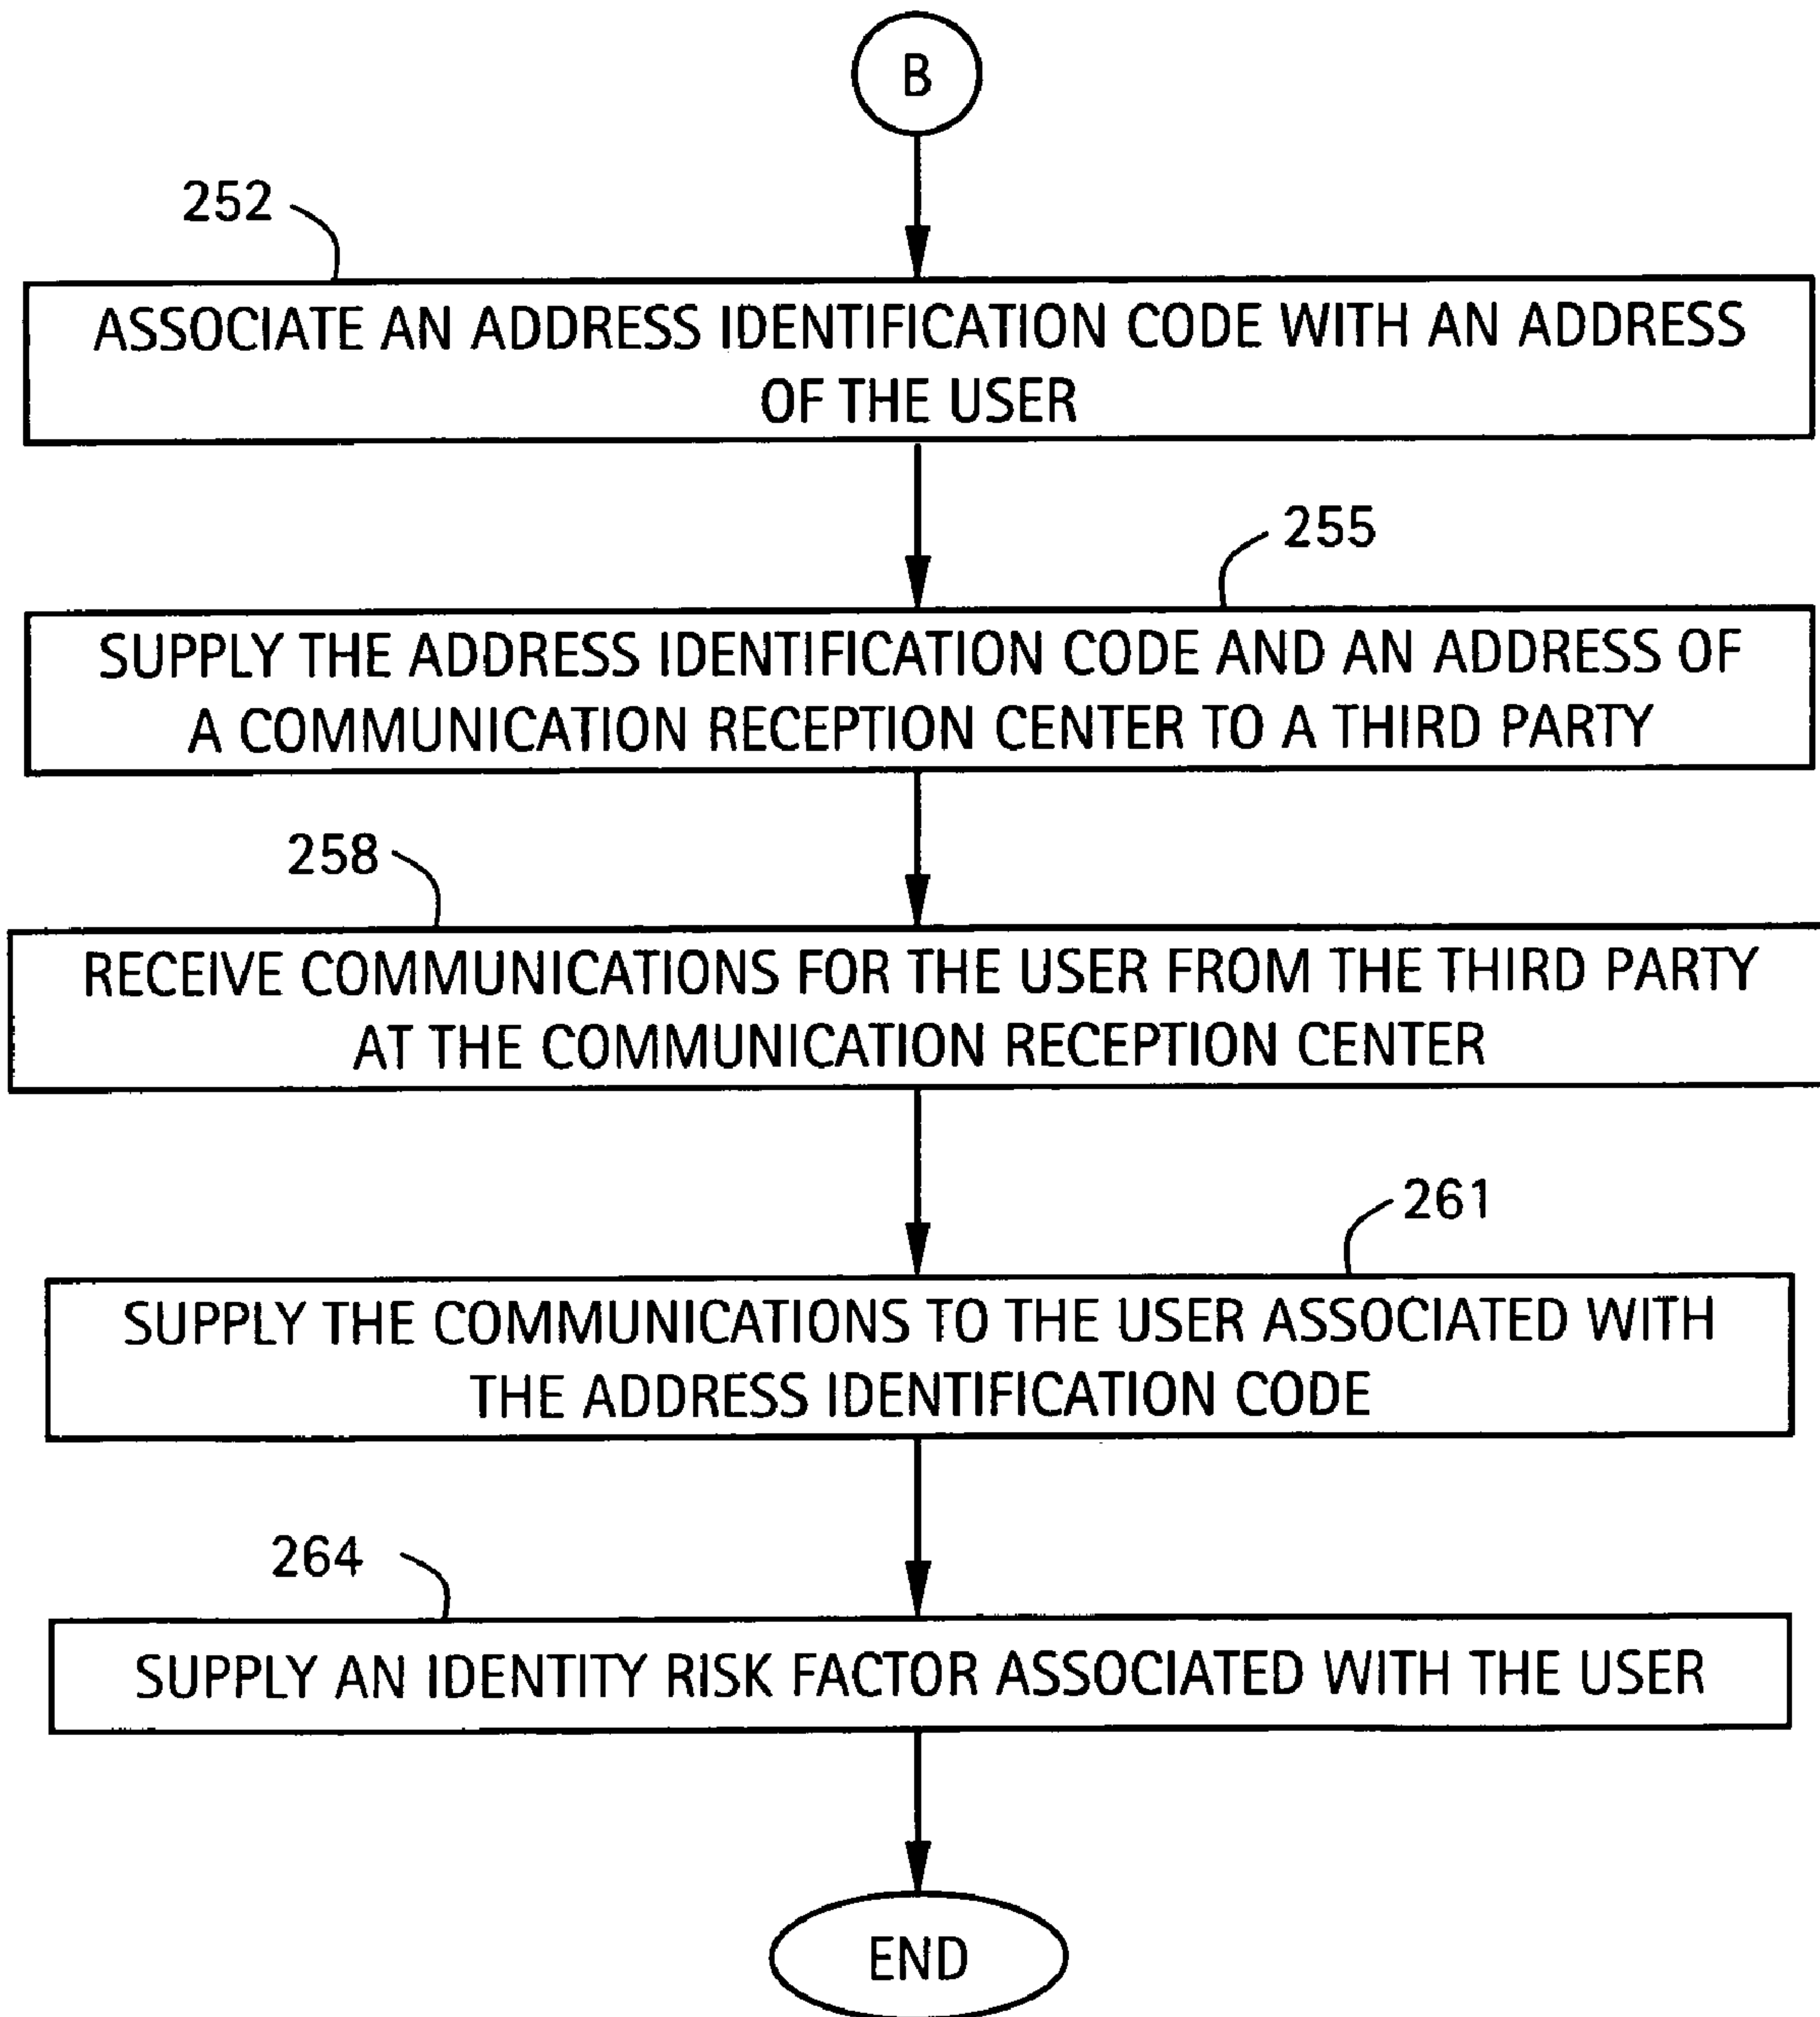 B
252
ASSOCIATE AN ADDRESS IDENTIFICATION CODE WITH AN ADDRESS
OF THE USER
255
SUPPLY THE ADDRESS IDENTIFICATION CODE AND AN ADDRESS OF
A COMMUNICATION RECEPTION CENTER TO A THIRD PARTY
258
RECEIVE COMMUNICATIONS FOR THE USER FROM THE THIRD PARTY
AT THE COMMUNICATION RECEPTION CENTER
261
SUPPLY THE COMMUNICATIONS TO THE USER ASSOCIATED WITH
THE ADDRESS IDENTIFICATION CODE
264
SUPPLY AN IDENTITY RISK FACTOR ASSOCIATED WITH THE USER
END